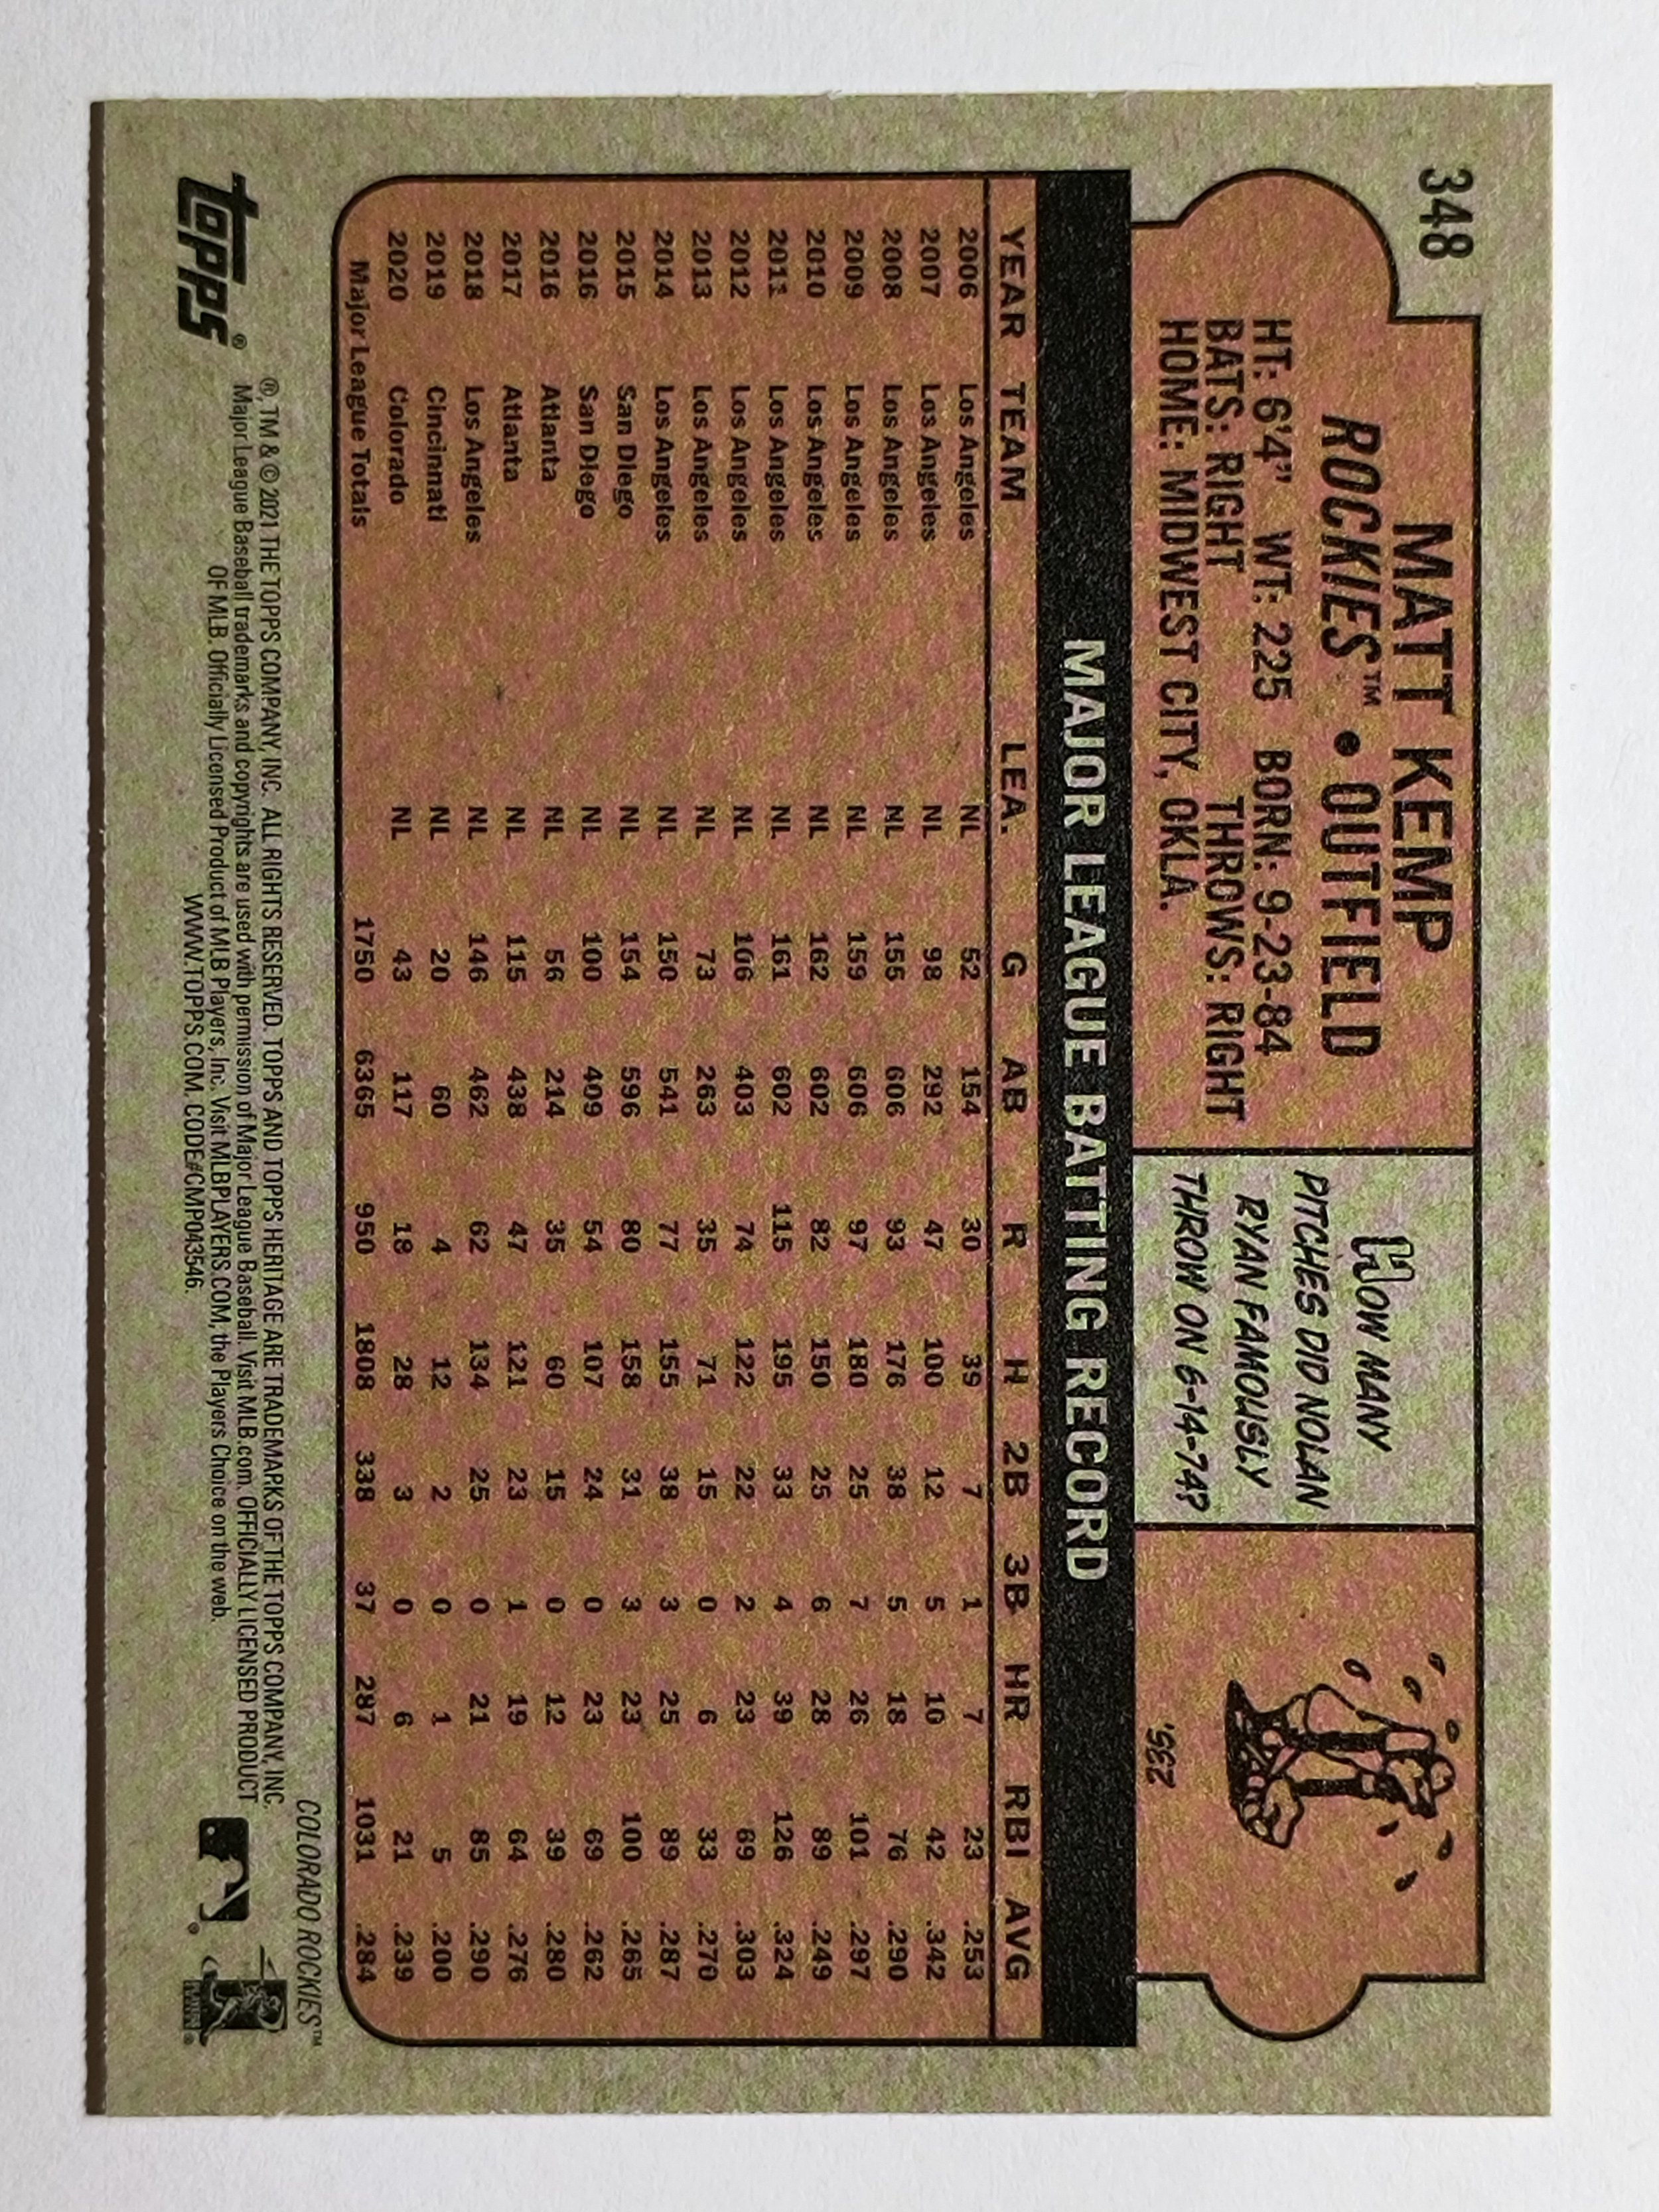 348
MATT KEMP
ROCKIES™ • OUTFIELD
HT: 6'4" WT: 225 BORN: 9-23-84
BATS: RIGHT THROWS: RIGHT
HOME: MIDWEST CITY, OKLA.
HOW MANY
PITCHES DID NOLAN
RYAN FAMOUSLY
THROW ON 6-14-74?
235.
MAJOR LEAGUE BATTING RECORD
YEAR TEAM LEA. G AB R H 2B 3B HR RBI AVG
2006 Los Angeles NL 52 154 30 39 7 1 7 23 .253
2007 Los Angeles NL 98 292 47 100 12 5 10 42 .342
2008 Los Angeles NL 155 606 93 176 38 5 18 76 .290
2009 Los Angeles NL 159 606 97 180 25 7 26 101 .297
2010 Los Angeles NL 162 602 82 150 25 6 28 89 .249
2011 Los Angeles NL 161 602 115 195 33 4 39 126 .324
2012 Los Angeles NL 106 403 74 122 22 2 23 69 .303
2013 Los Angeles NL 73 263 35 71 15 0 6 33 .270
2014 Los Angeles NL 150 541 77 155 38 3 25 89 .287
2015 San Diego NL 154 596 80 158 31 3 23 100 .265
2016 San Diego NL 100 409 54 107 24 0 23 69 .262
2016 Atlanta NL 56 214 35 60 15 0 12 39 .280
2017 Atlanta NL 115 438 47 121 23 1 19 64 .276
2018 Los Angeles NL 146 462 62 134 25 0 21 85 .290
2019 Cincinnati NL 20 60 4 12 2 0 1 5 .200
2020 Colorado NL 43 117 18 28 3 0 6 21 .239
Major League Totals 1750 6365 950 1808 338 37 287 1031 .284
COLORADO ROCKIES™
topps®
®, TM & © 2021 THE TOPPS COMPANY, INC. ALL RIGHTS RESERVED. TOPPS AND TOPPS HERITAGE ARE TRADEMARKS OF THE TOPPS COMPANY, INC.
Major League Baseball trademarks and copyrights are used with permission of Major League Baseball. Visit MLB.com. OFFICIALLY LICENSED PRODUCT
OF MLB. Officially Licensed Product of MLB Players, Inc. Visit MLBPLAYERS.COM, the Players Choice on the web.
WWW.TOPPS.COM. CODE#CMP043546.